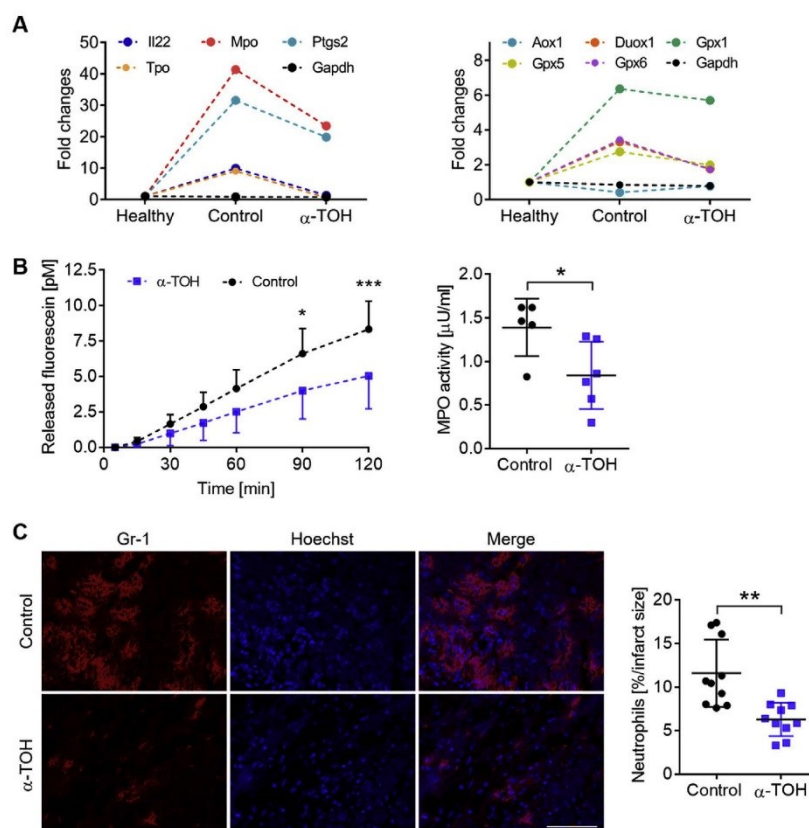 A
Il22 Mpo Ptgs2
Tpo Gapdh
Fold changes
50
40
30
20
10
0
Healthy Control α-TOH
Aox1 Duox1 Gpx1
Gpx5 Gpx6 Gapdh
Fold changes
8
6
4
2
0
Healthy Control α-TOH
B
α-TOH Control
Released fluorescein [pM]
12.5
10.0
7.5
5.0
2.5
0.0
* ***
0 30 60 90 120
Time [min]
*
MPO activity [µU/ml]
2.0
1.5
1.0
0.5
0.0
Control α-TOH
C
Gr-1 Hoechst Merge
Control
α-TOH
**
Neutrophils [%/infarct size]
20
15
10
5
0
Control α-TOH